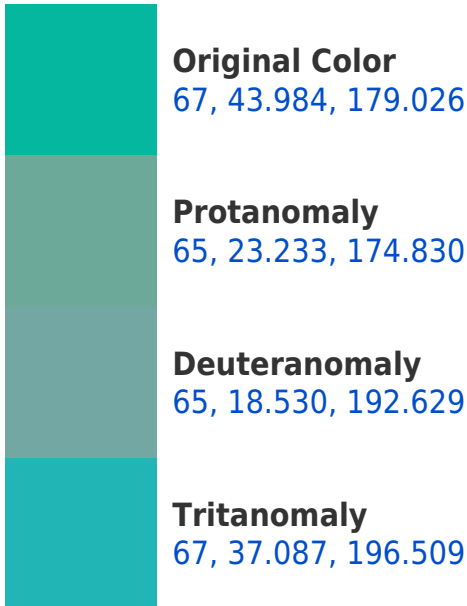 Original Color
67, 43.984, 179.026
Protanomaly
65, 23.233, 174.830
Deuteranomaly
65, 18.530, 192.629
Tritanomaly
67, 37.087, 196.509